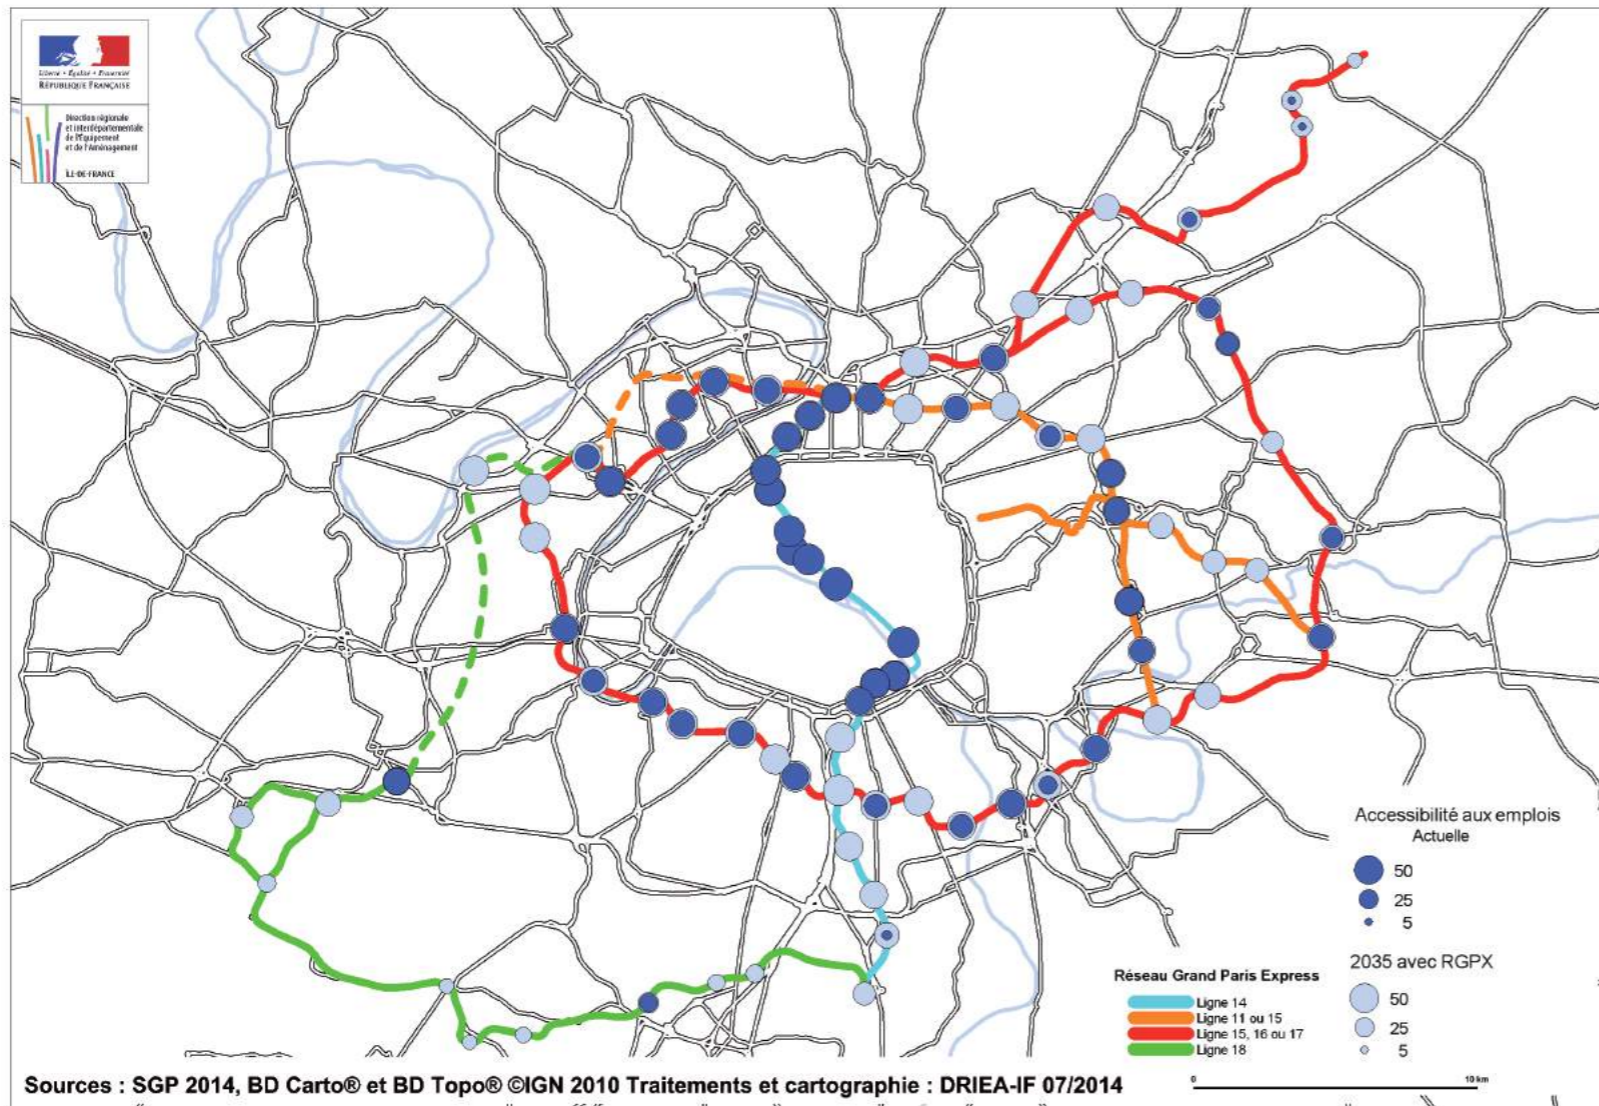 Liberté • Égalité • Fraternité
RÉPUBLIQUE FRANÇAISE
Direction régionale
et interdépartementale
de l'Équipement
et de l'Aménagement
ÎLE-DE-FRANCE
Accessibilité aux emplois
Actuelle
50
25
5
2035 avec RGPX
50
25
5
Réseau Grand Paris Express
Ligne 14
Ligne 11 ou 15
Ligne 15, 16 ou 17
Ligne 18
0 10 km
Sources : SGP 2014, BD Carto® et BD Topo® ©IGN 2010 Traitements et cartographie : DRIEA-IF 07/2014